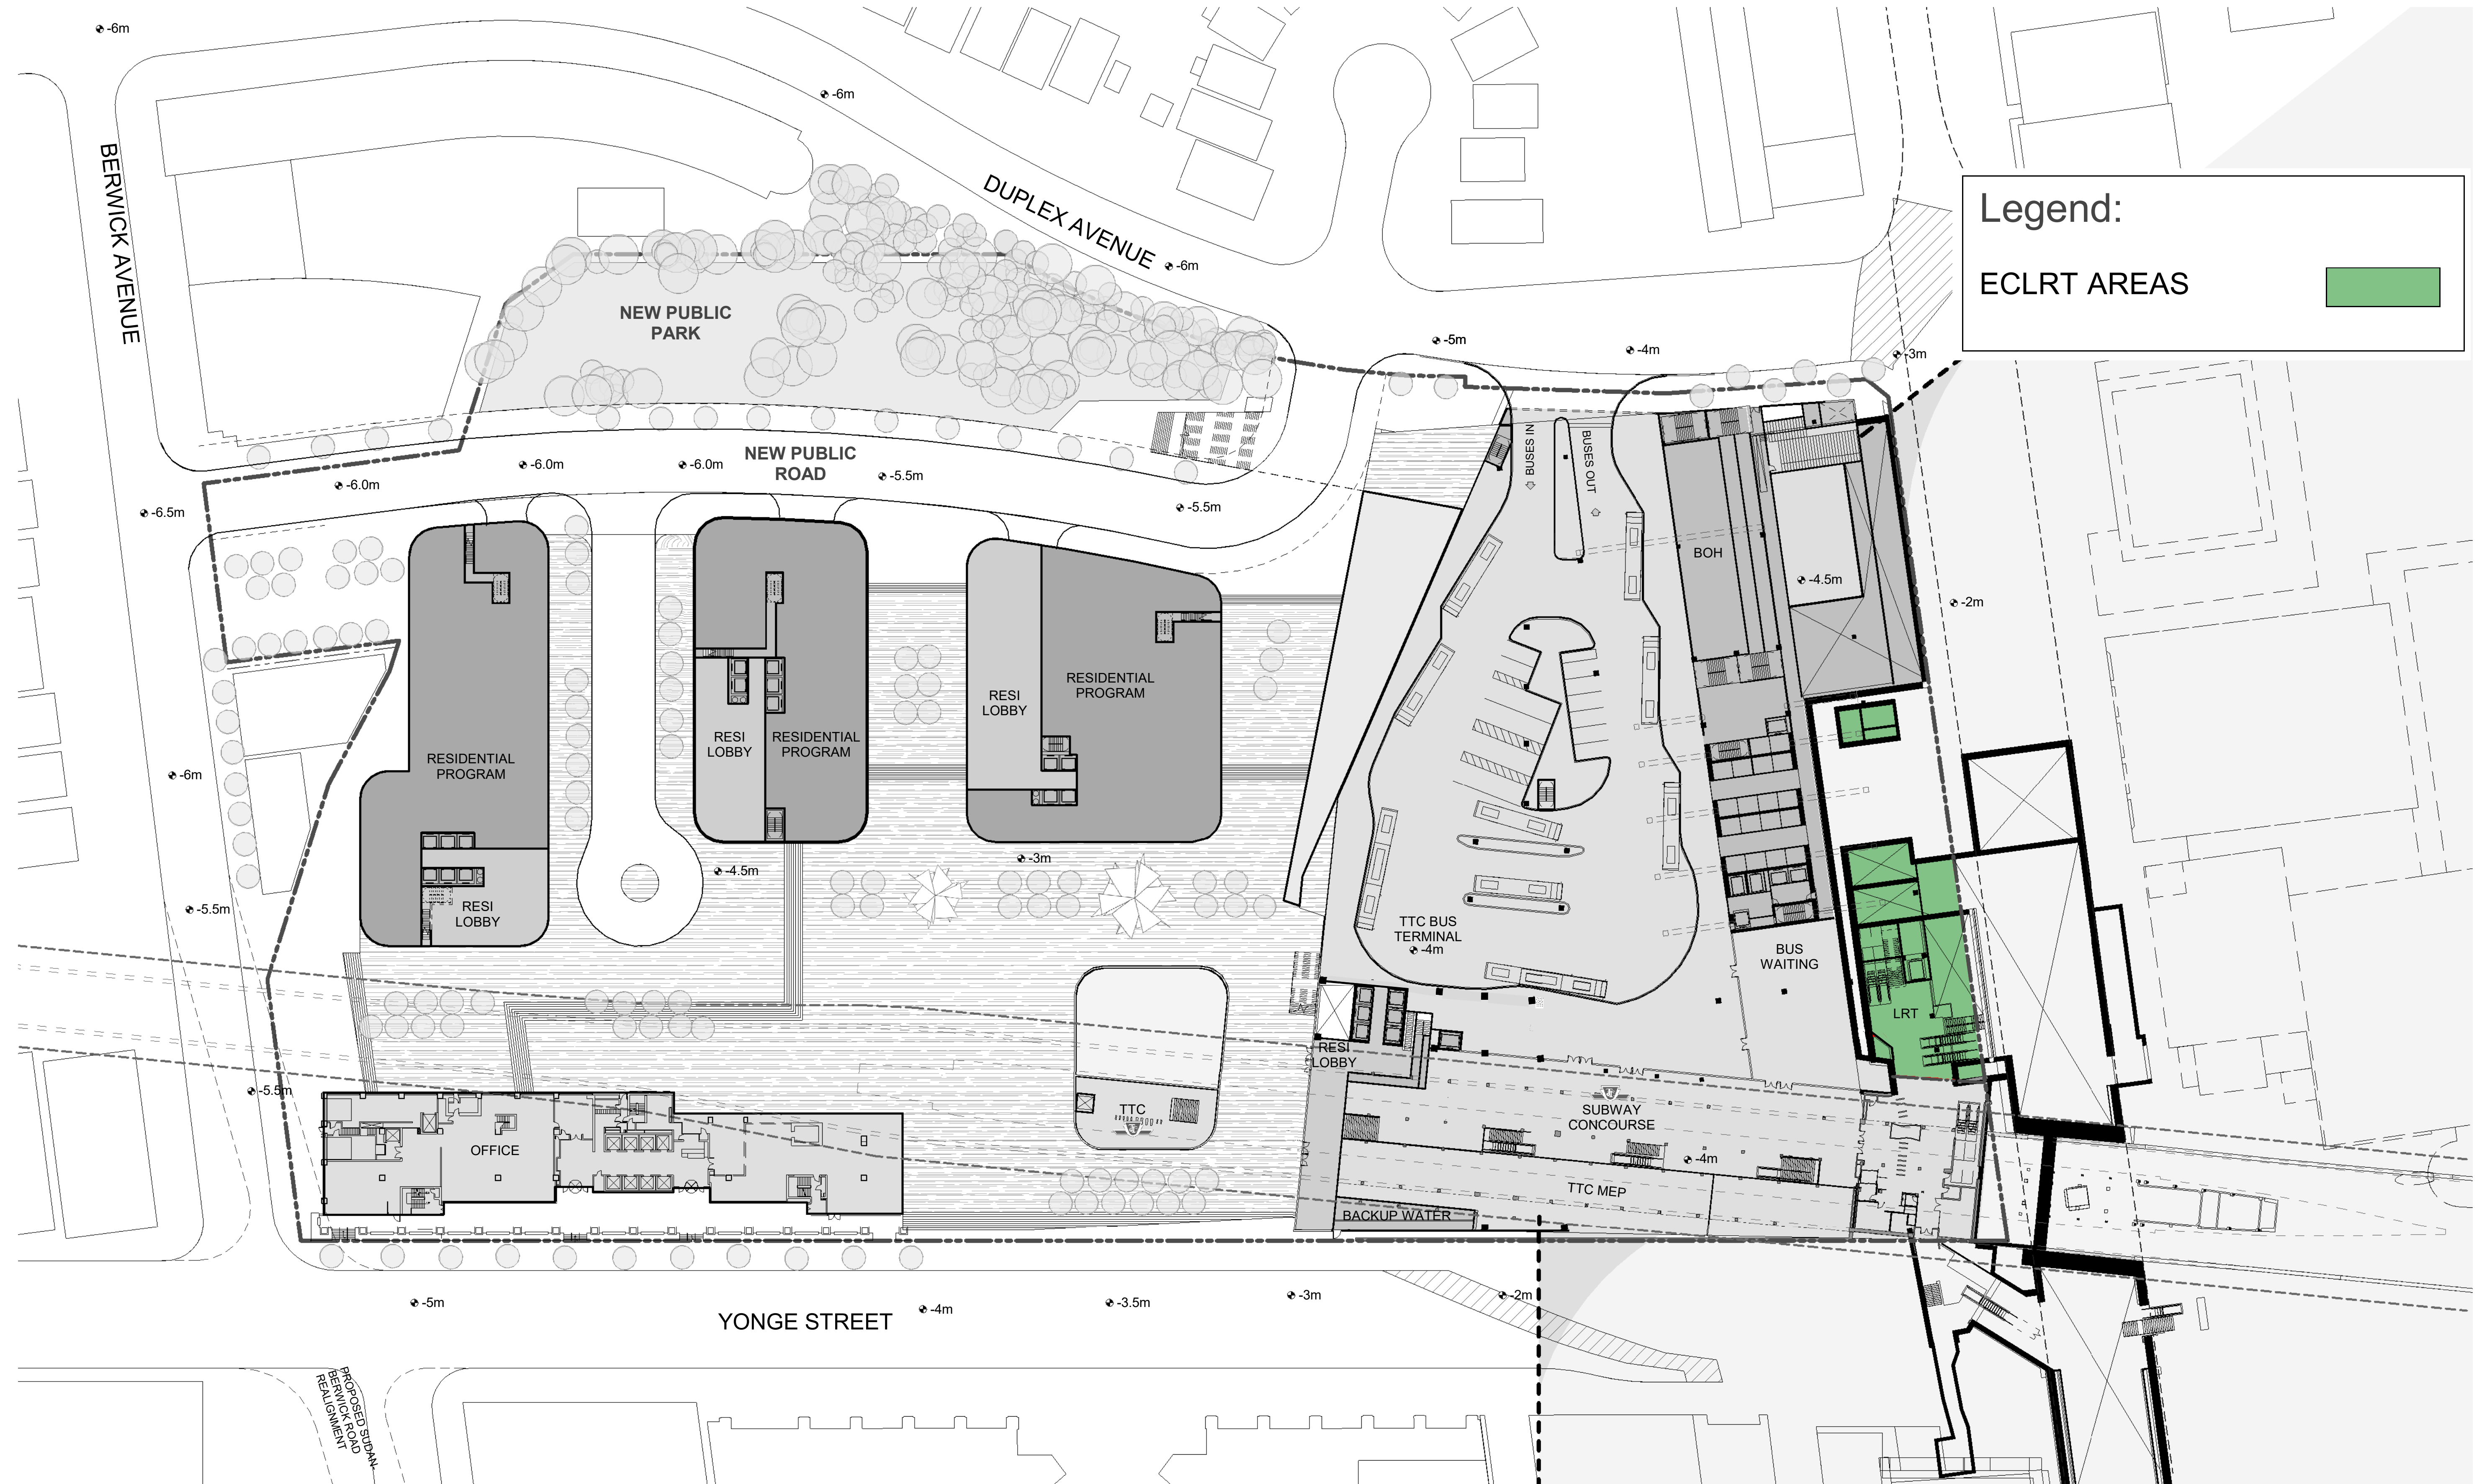 -6m
-6m
BERWICK AVENUE
DUPLEX AVENUE
-6m
Legend:
ECLRT AREAS
NEW PUBLIC
PARK
-5m
-4m
-3m
NEW PUBLIC
ROAD
-6.0m
-6.0m
-6.0m
-5.5m
-5.5m
-6.5m
BUSES IN
BUSES OUT
BOH
-4.5m
-2m
RESIDENTIAL
PROGRAM
RESI
LOBBY
RESI
LOBBY
RESIDENTIAL
PROGRAM
RESIDENTIAL
PROGRAM
-6m
-3m
-4.5m
RESI
LOBBY
-5.5m
TTC BUS
TERMINAL
-4m
BUS
WAITING
LRT
RESI
LOBBY
-5.5m
TTC
SUBWAY
CONCOURSE
OFFICE
-4m
TTC MEP
BACKUP WATER
-5m
-4m
-3.5m
-3m
-2m
YONGE STREET
PROPOSED SUDAN-
BERWICK ROAD
REALIGNMENT